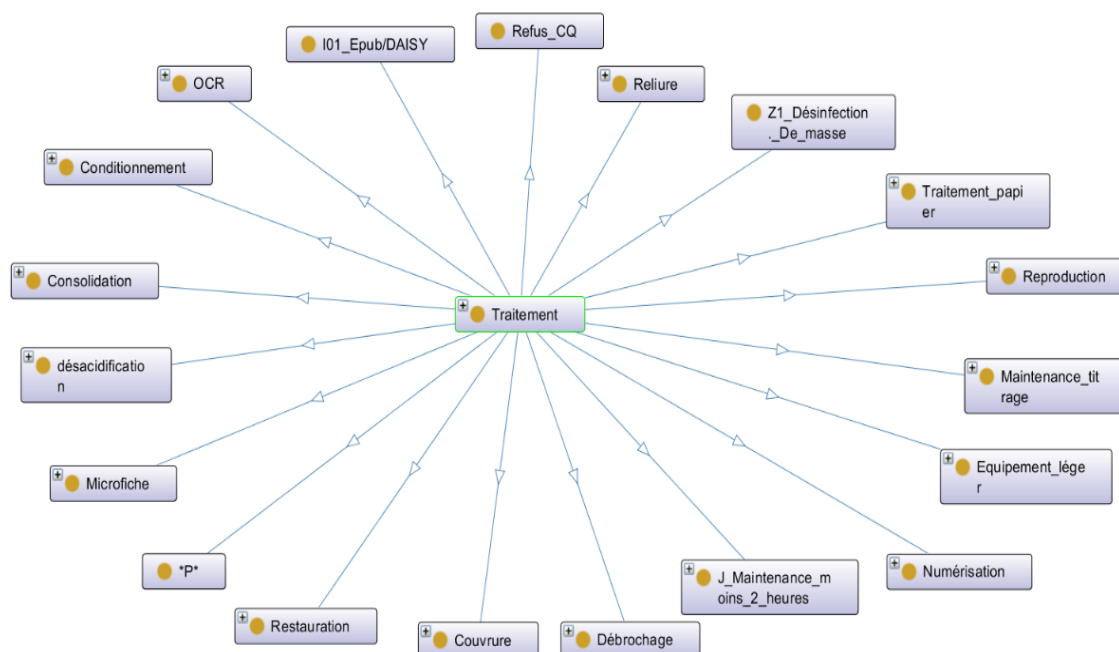 Refus_CQ
I01_Epub/DAISY
OCR
Reliure
Z1_Désinfection
._De_masse
Conditionnement
Traitement_papi
er
Consolidation
Reproduction
Traitement
désacidificatio
n
Maintenance_tit
rage
Microfiche
Equipement_lége
r
*P*
Numérisation
J_Maintenance_m
oins_2_heures
Restauration
Couvrure
Débrochage